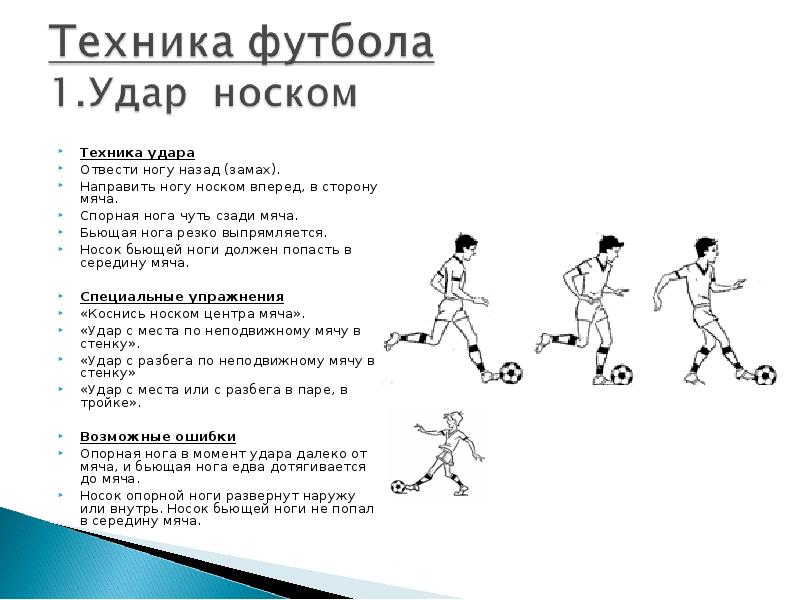 Техника футбола
1.Удар носком
Техника удара
Отвести ногу назад (замах).
Направить ногу носком вперед, в сторону
мяча.
Спорная нога чуть сзади мяча.
Бьющая нога резко выпрямляется.
Носок бьющей ноги должен попасть в
середину мяча.
Специальные упражнения
«Коснись носком центра мяча».
«Удар с места по неподвижному мячу в
стенку».
«Удар с разбега по неподвижному мячу в
стенку»
«Удар с места или с разбега в паре, в
тройке».
Возможные ошибки
Опорная нога в момент удара далеко от
мяча, и бьющая нога едва дотягивается
до мяча.
Носок опорной ноги развернут наружу
или внутрь. Носок бьющей ноги не попал
в середину мяча.